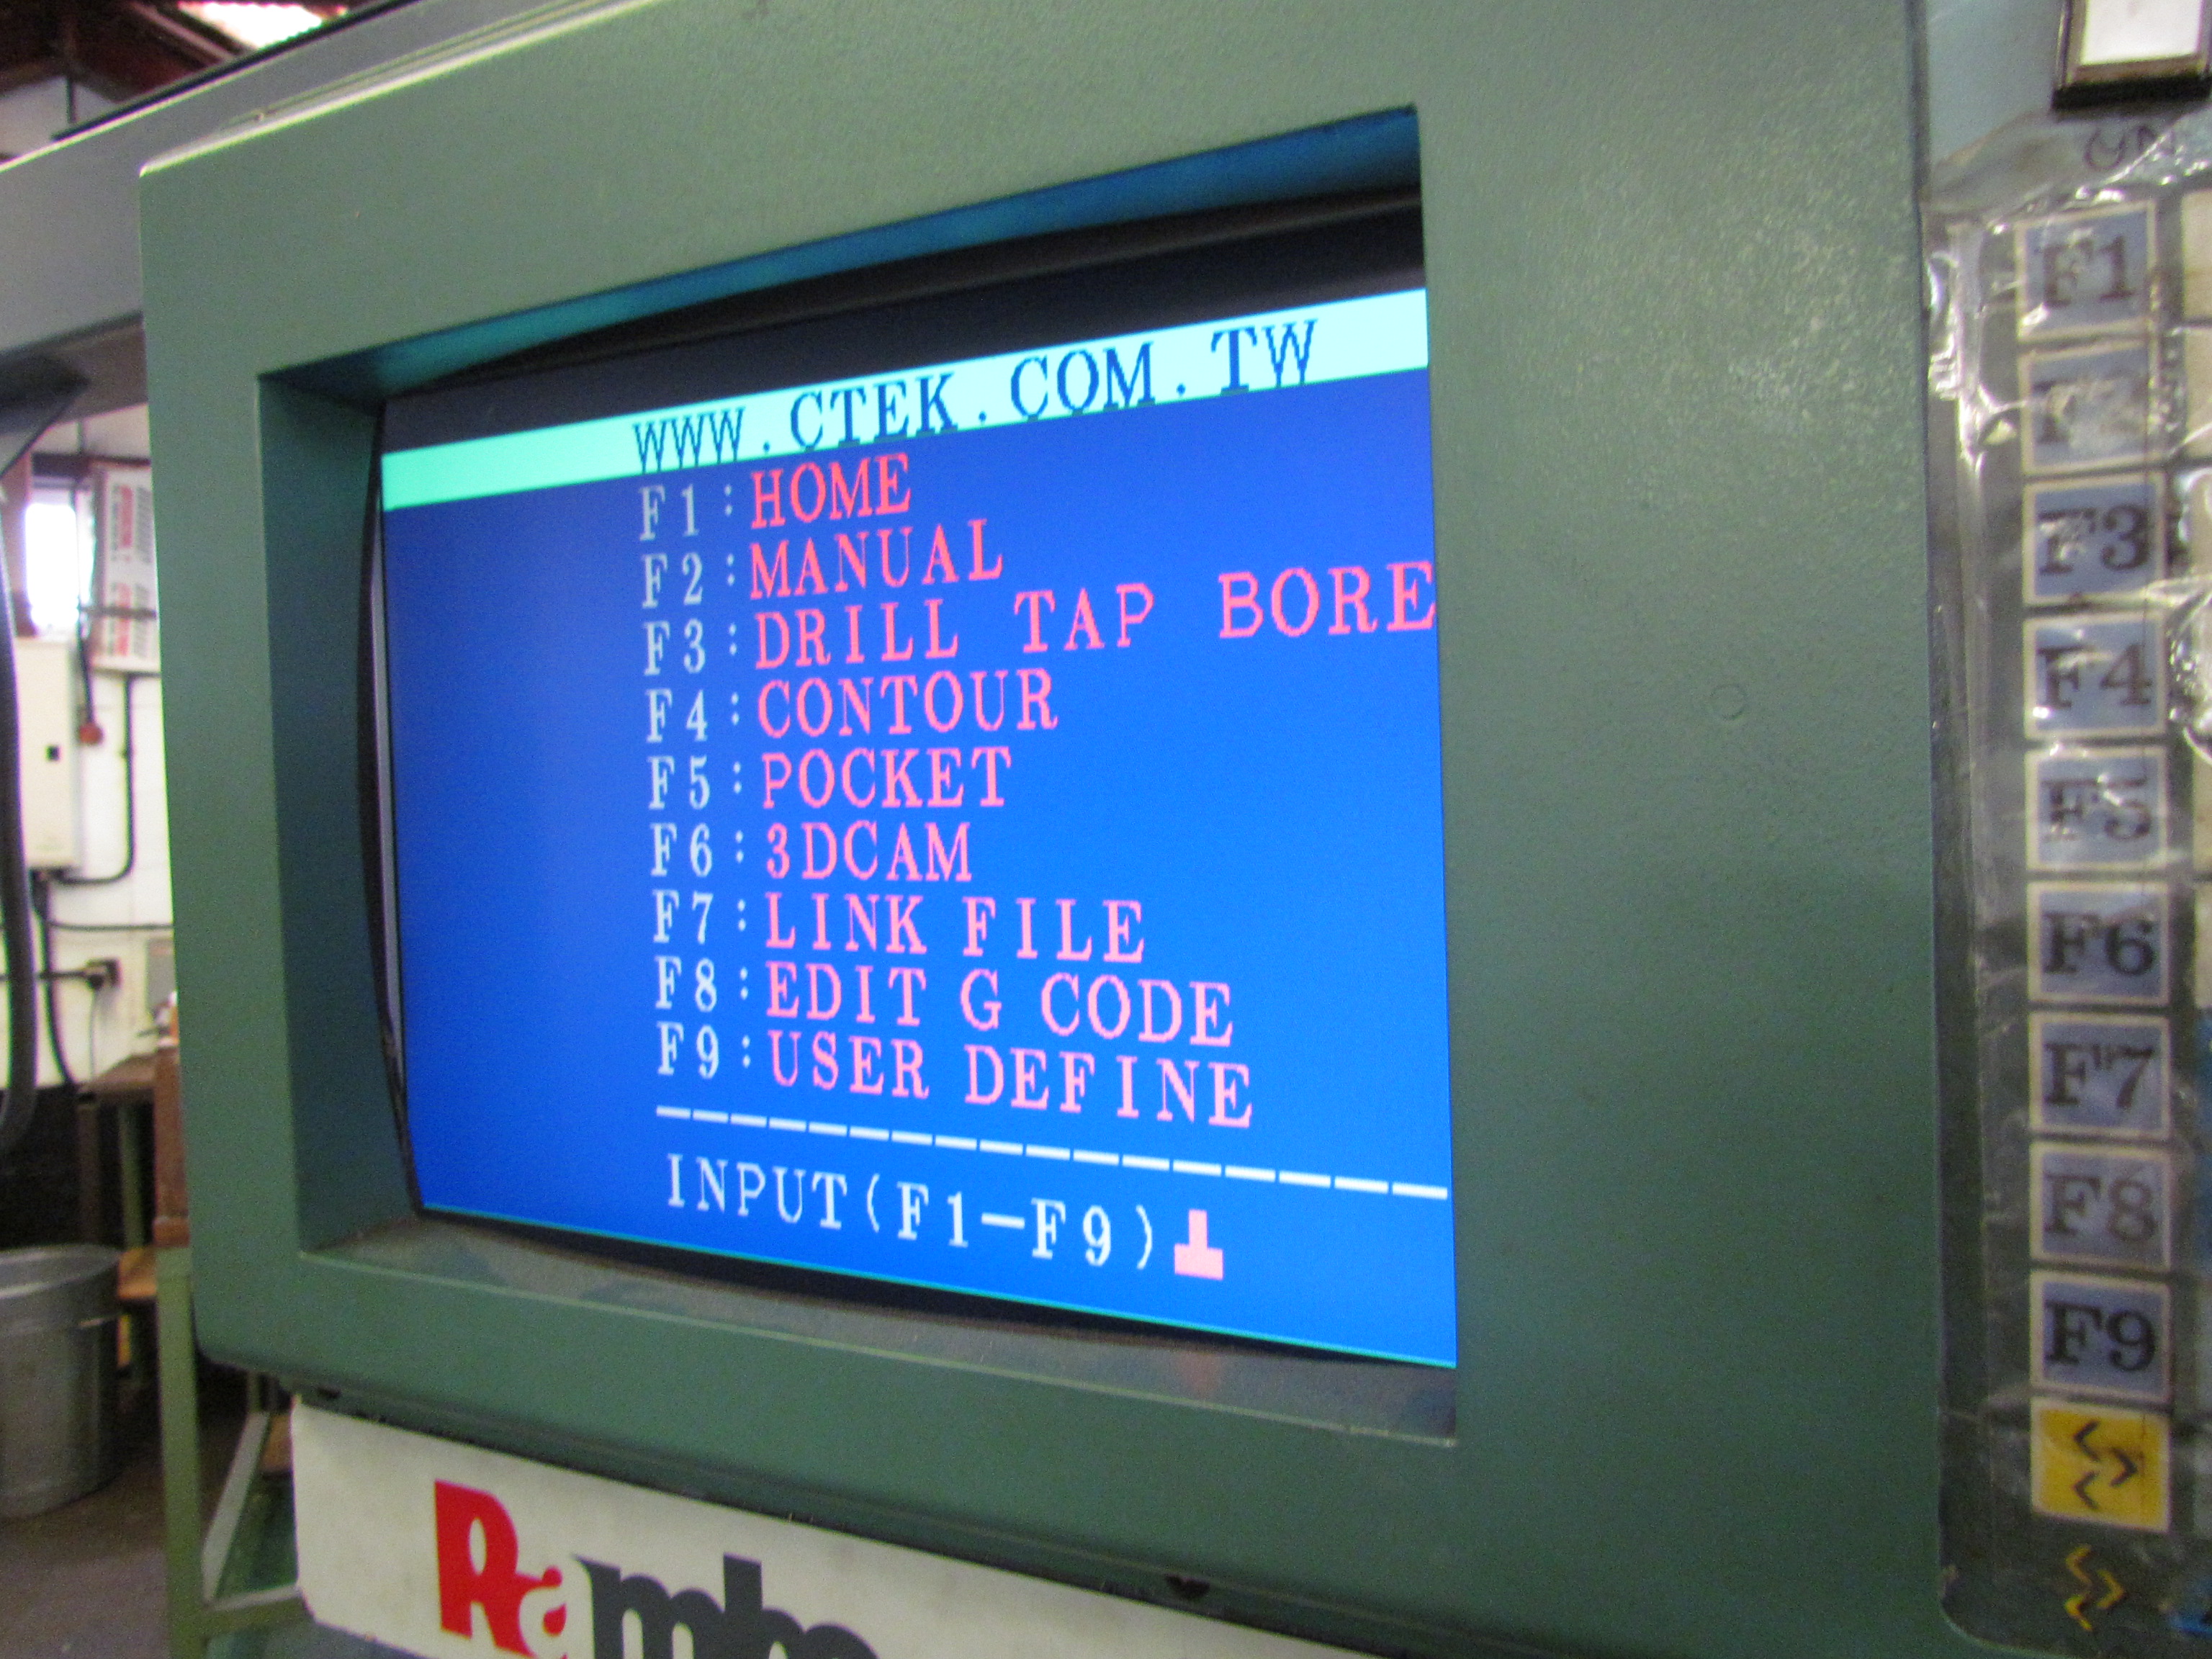 WWW.CTEK.COM.TW
F1:HOME
F2:MANUAL
F3:DRILL TAP BORE
F4:CONTOUR
F5:POCKET
F6:3DCAM
F7:LINK FILE
F8:EDIT G CODE
F9:USER DEFINE
INPUT(F1-F9)
ON
F1
F2
F3
F4
F5
F6
F7
F8
F9